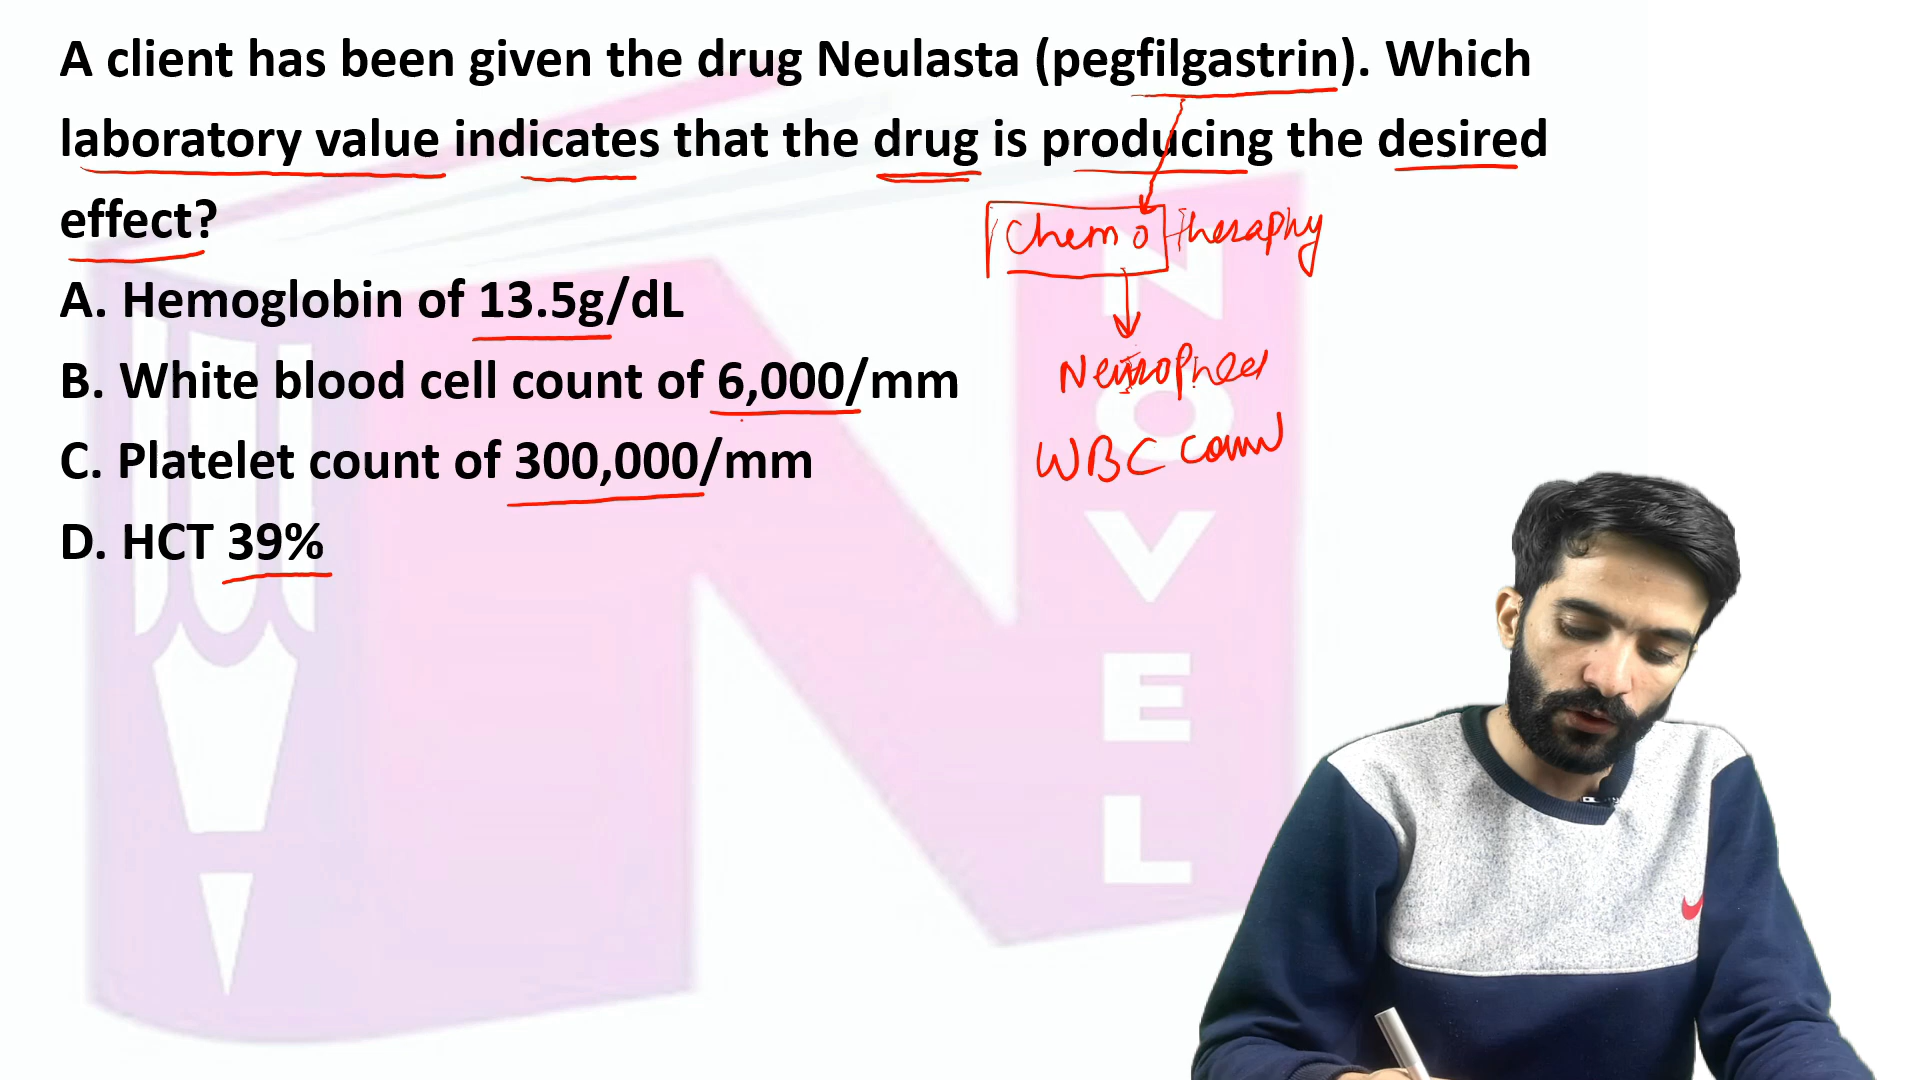 A client has been given the drug Neulasta (pegfilgastrin). Which
laboratory value indicates that the drug is producing the desired
effect?
A. Hemoglobin of 13.5g/dL
B. White blood cell count of 6,000/mm
C. Platelet count of 300,000/mm
D. HCT 39%
Chemo theraphy
WBC
NOVEL